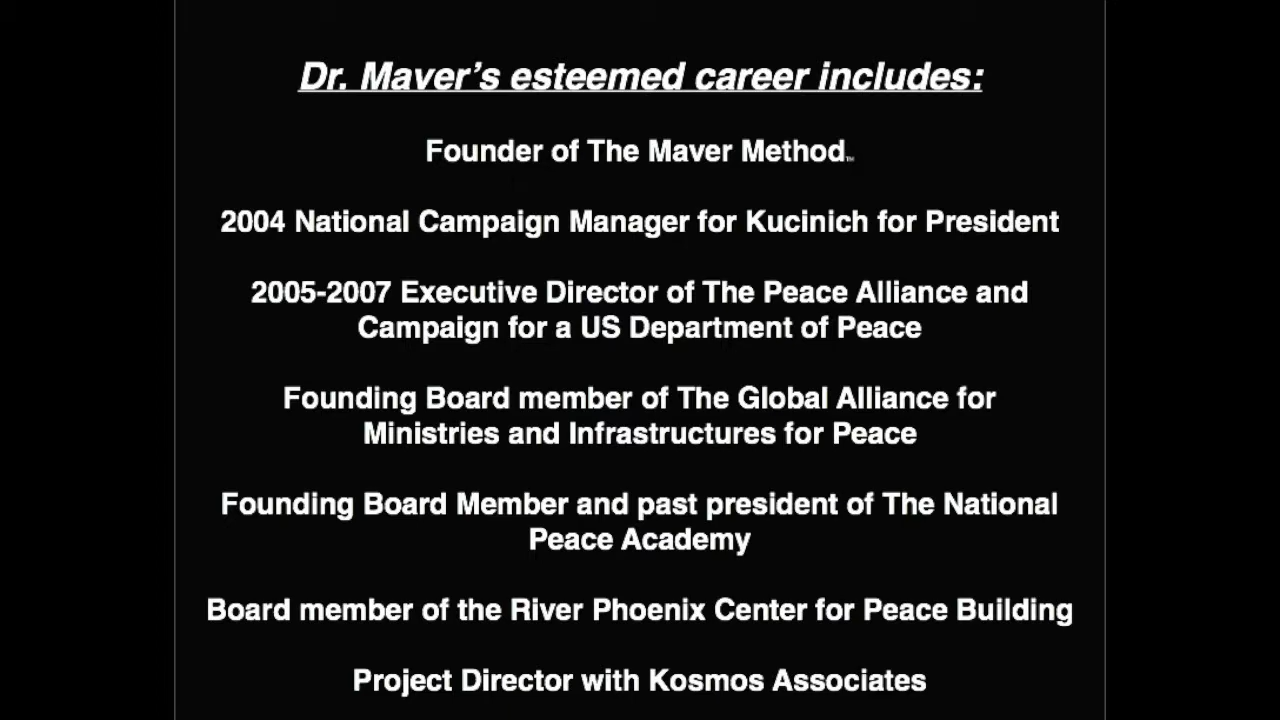 Dr. Maver’s esteemed career includes:
Founder of The Maver Method™
2004 National Campaign Manager for Kucinich for President
2005-2007 Executive Director of The Peace Alliance and
Campaign for a US Department of Peace
Founding Board member of The Global Alliance for
Ministries and Infrastructures for Peace
Founding Board Member and past president of The National
Peace Academy
Board member of the River Phoenix Center for Peace Building
Project Director with Kosmos Associates